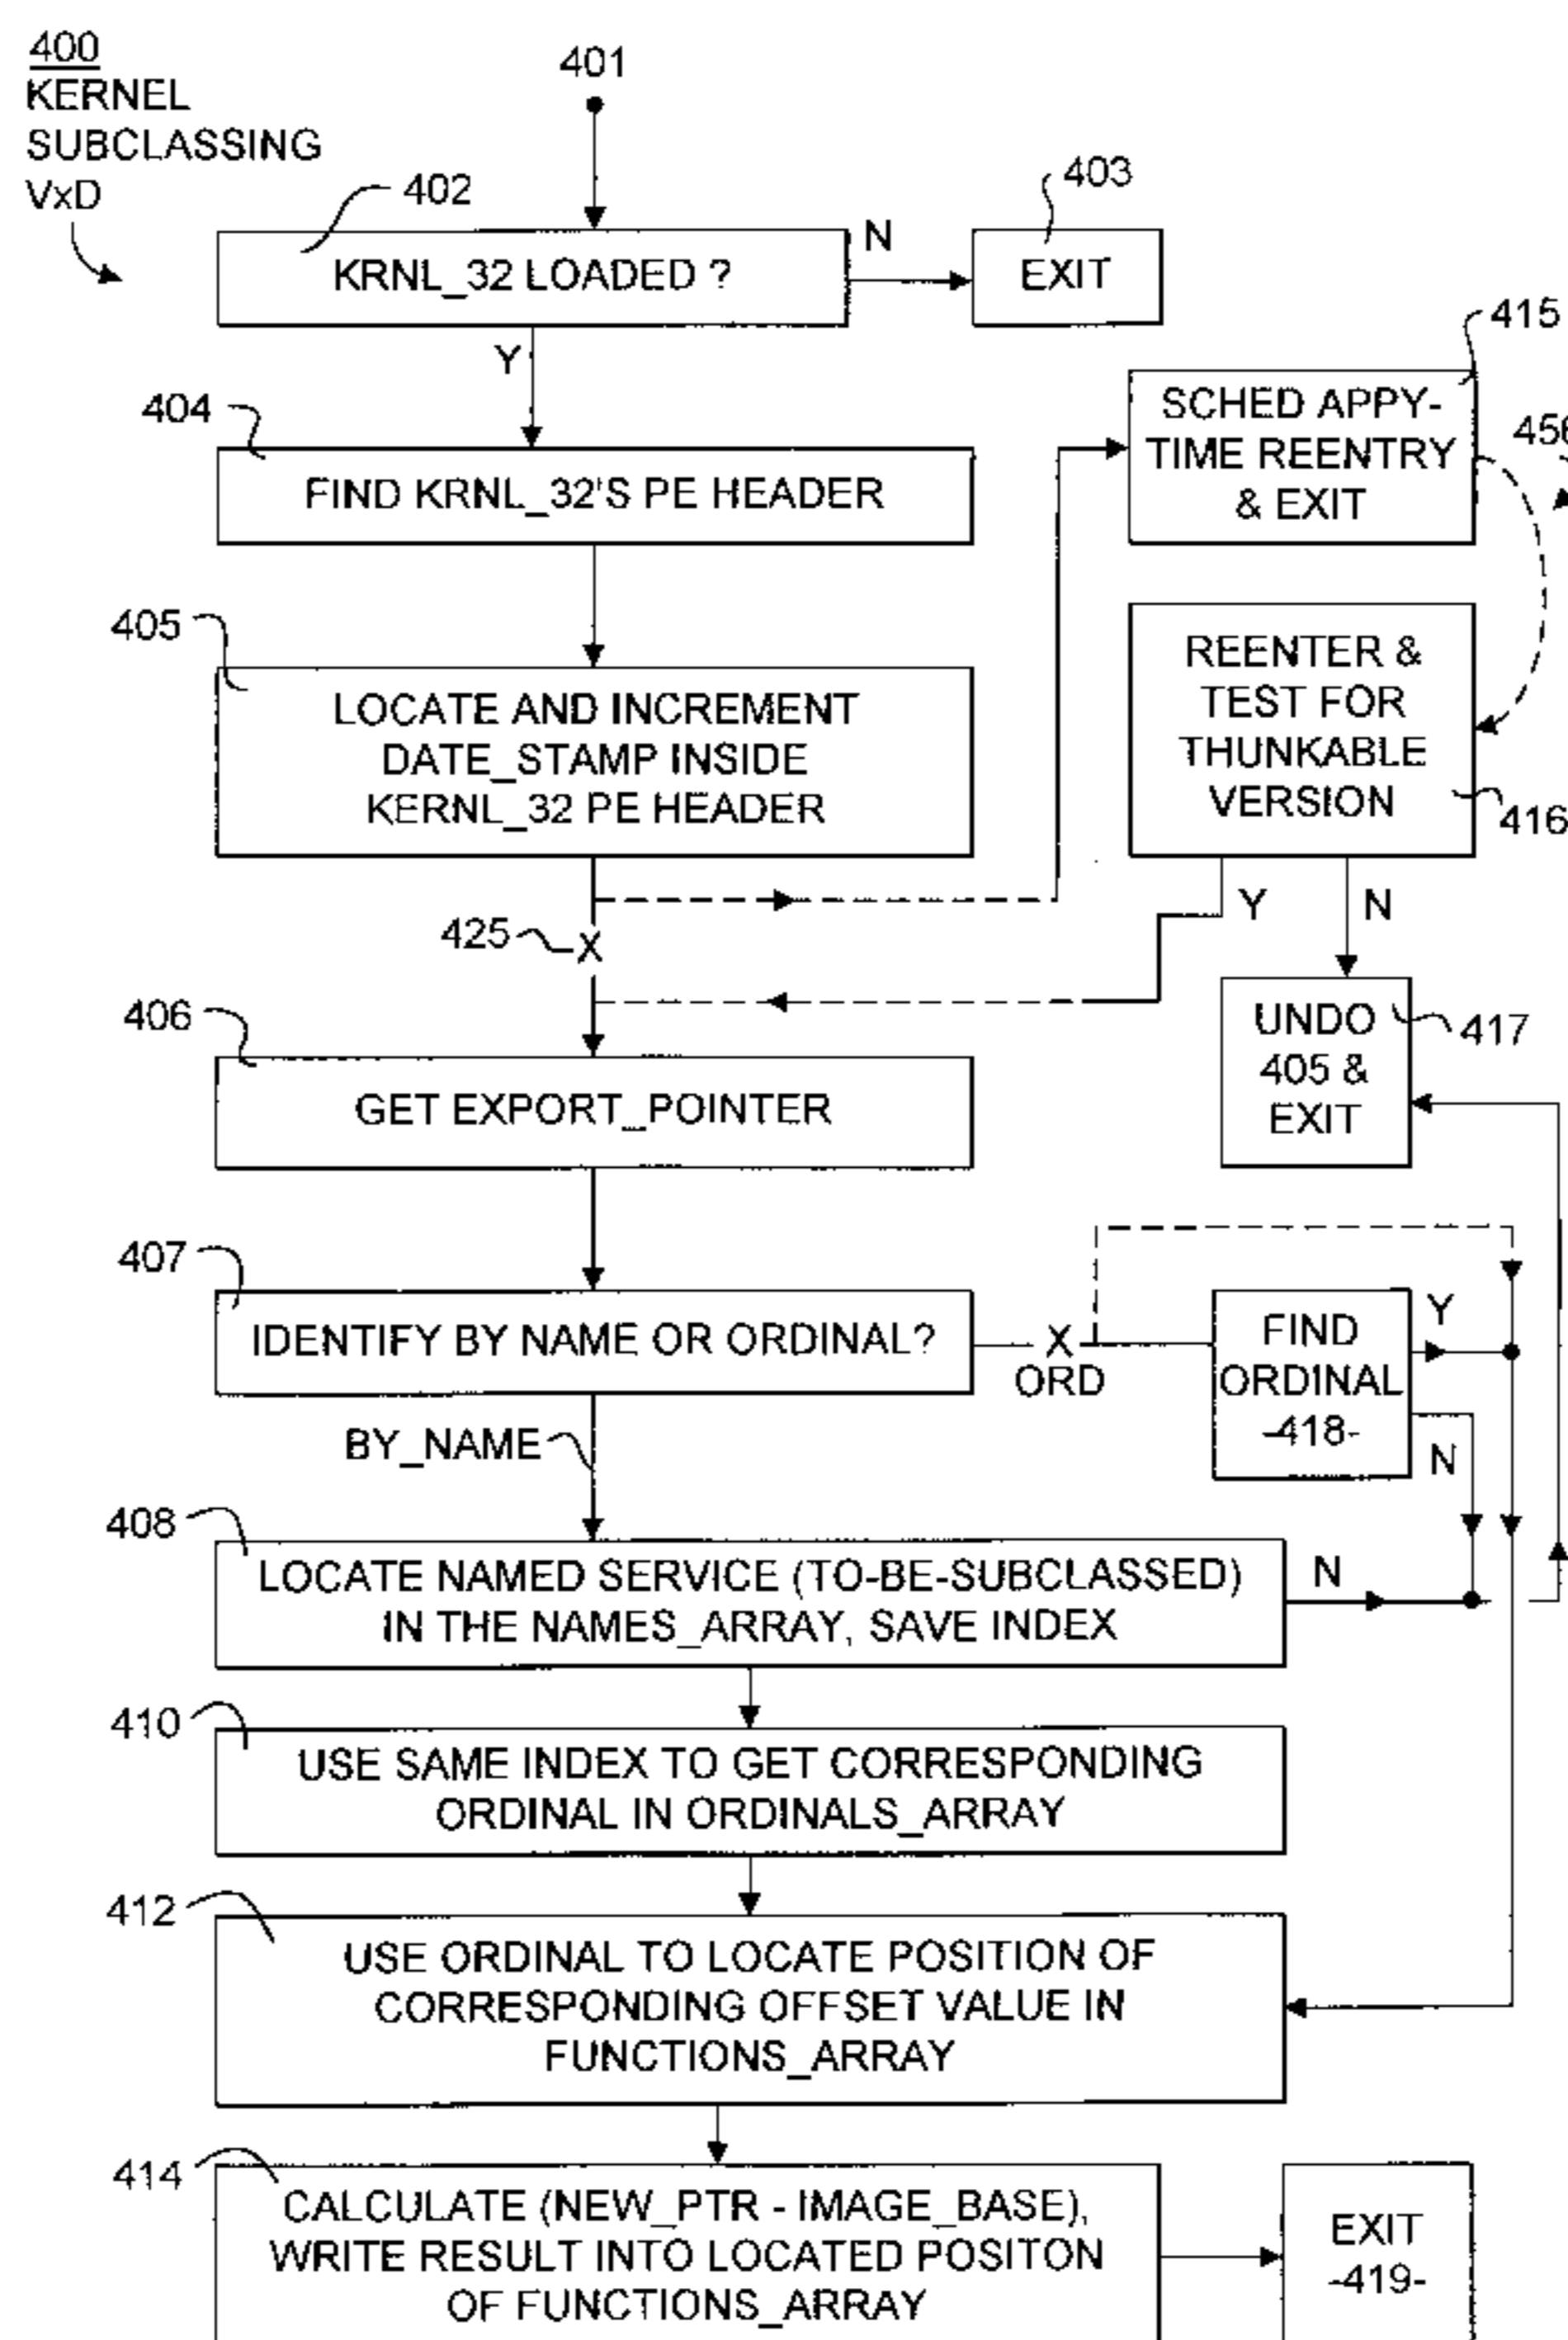 400
KERNEL
SUBCLASSING
VxD
401
402
KRNL_32 LOADED ?
N
403
EXIT
Y
404
FIND KRNL_32'S PE HEADER
415
SCHED APPY-
TIME REENTRY
& EXIT
456
405
LOCATE AND INCREMENT
DATE_STAMP INSIDE
KERNL_32 PE HEADER
REENTER &
TEST FOR
THUNKABLE
VERSION
416
Y
N
425
X
406
GET EXPORT_POINTER
UNDO
405 &
EXIT
417
407
IDENTIFY BY NAME OR ORDINAL?
X
ORD
FIND
ORDINAL
-418-
Y
N
BY_NAME
408
LOCATE NAMED SERVICE (TO-BE-SUBCLASSED)
IN THE NAMES_ARRAY, SAVE INDEX
N
410
USE SAME INDEX TO GET CORRESPONDING
ORDINAL IN ORDINALS_ARRAY
412
USE ORDINAL TO LOCATE POSITION OF
CORRESPONDING OFFSET VALUE IN
FUNCTIONS_ARRAY
414
CALCULATE (NEW_PTR - IMAGE_BASE),
WRITE RESULT INTO LOCATED POSITON
OF FUNCTIONS_ARRAY
EXIT
-419-